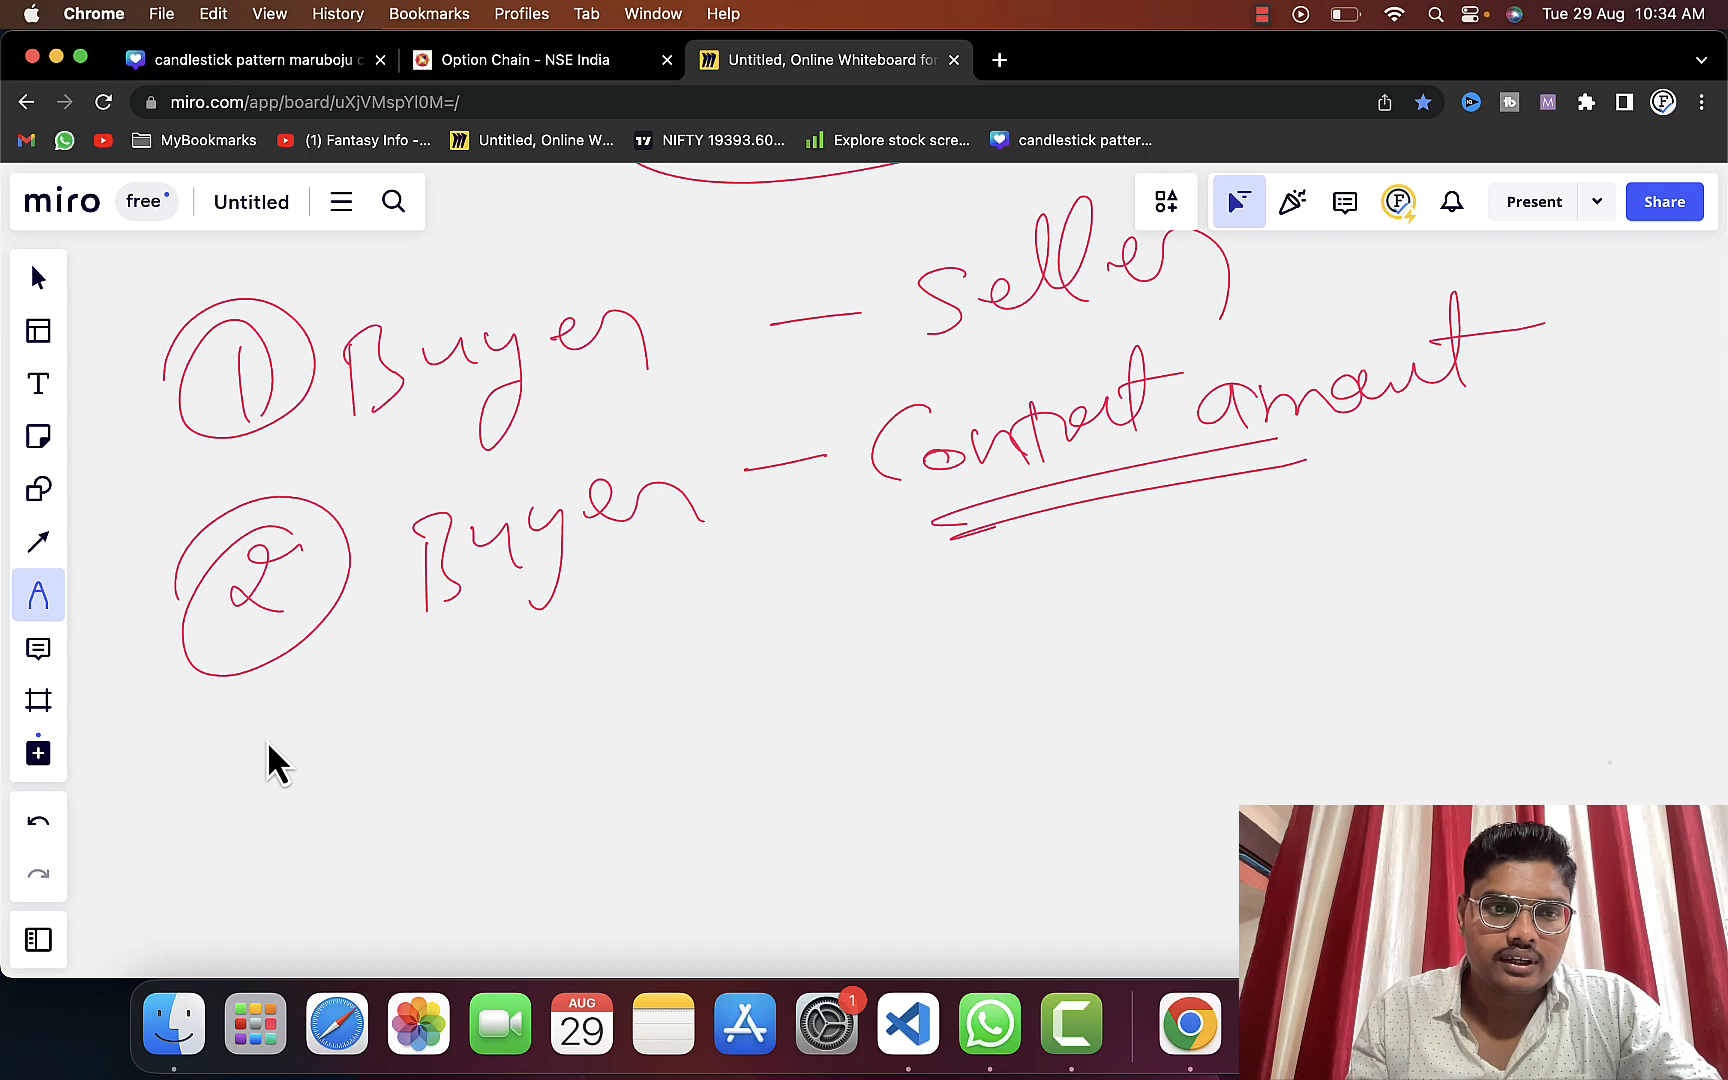 Chrome File Edit View History Bookmarks Profiles Tab Window Help Tue 29 Aug 10:34 AM
candlestick pattern maruboju c Option Chain - NSE India Untitled, Online Whiteboard for
miro.com/app/board/uXjVMspYl0M=/
MyBookmarks (1) Fantasy Info -... Untitled, Online W... NIFTY 19393.60... Explore stock scre... candlestick patter...
miro free Untitled Present Share
① Buyer — Seller
② Buyer — Contract amount
AUG
29
1